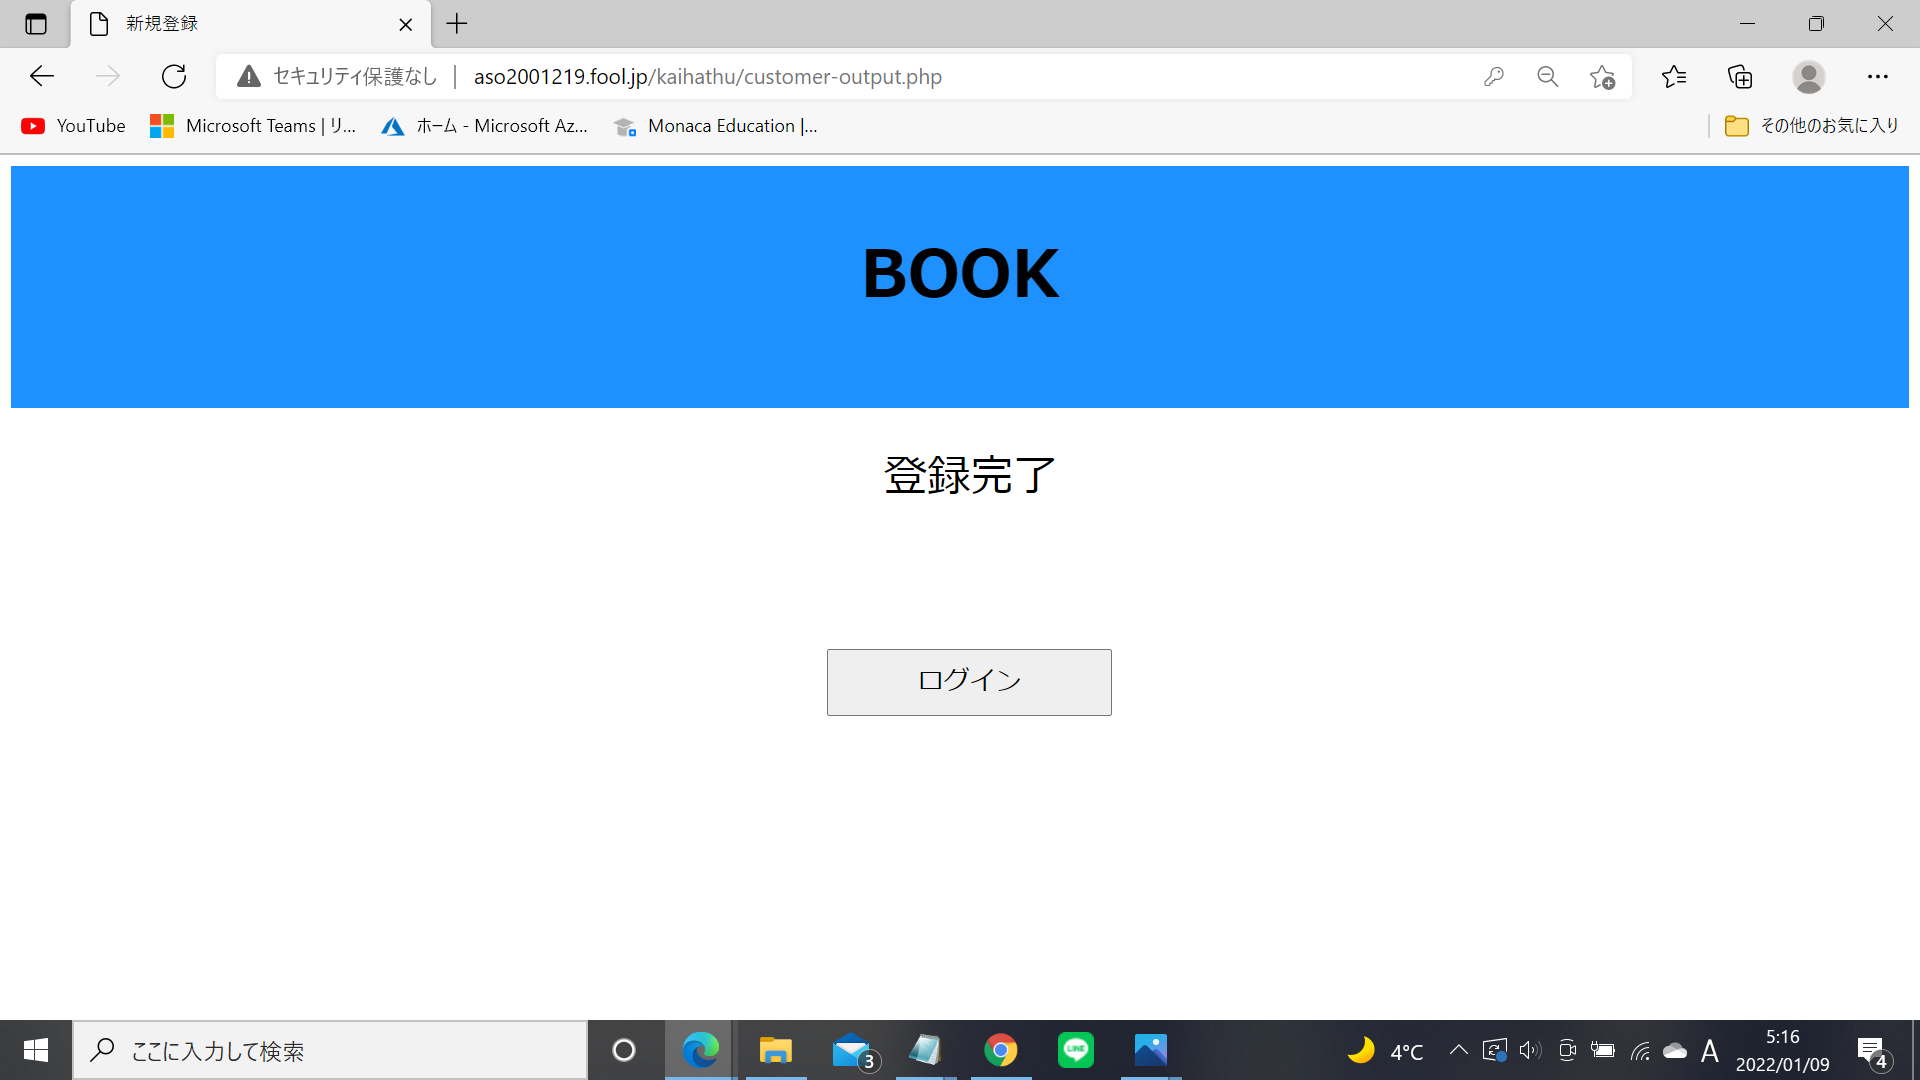 新規登録
セキュリティ保護なし | aso2001219.fool.jp/kaihathu/customer-output.php
YouTube Microsoft Teams | リ... ホーム - Microsoft Az... Monaca Education |... その他のお気に入り
BOOK
登録完了
ログイン
ここに入力して検索 3 LINE 4°C A 5:16 4
2022/01/09